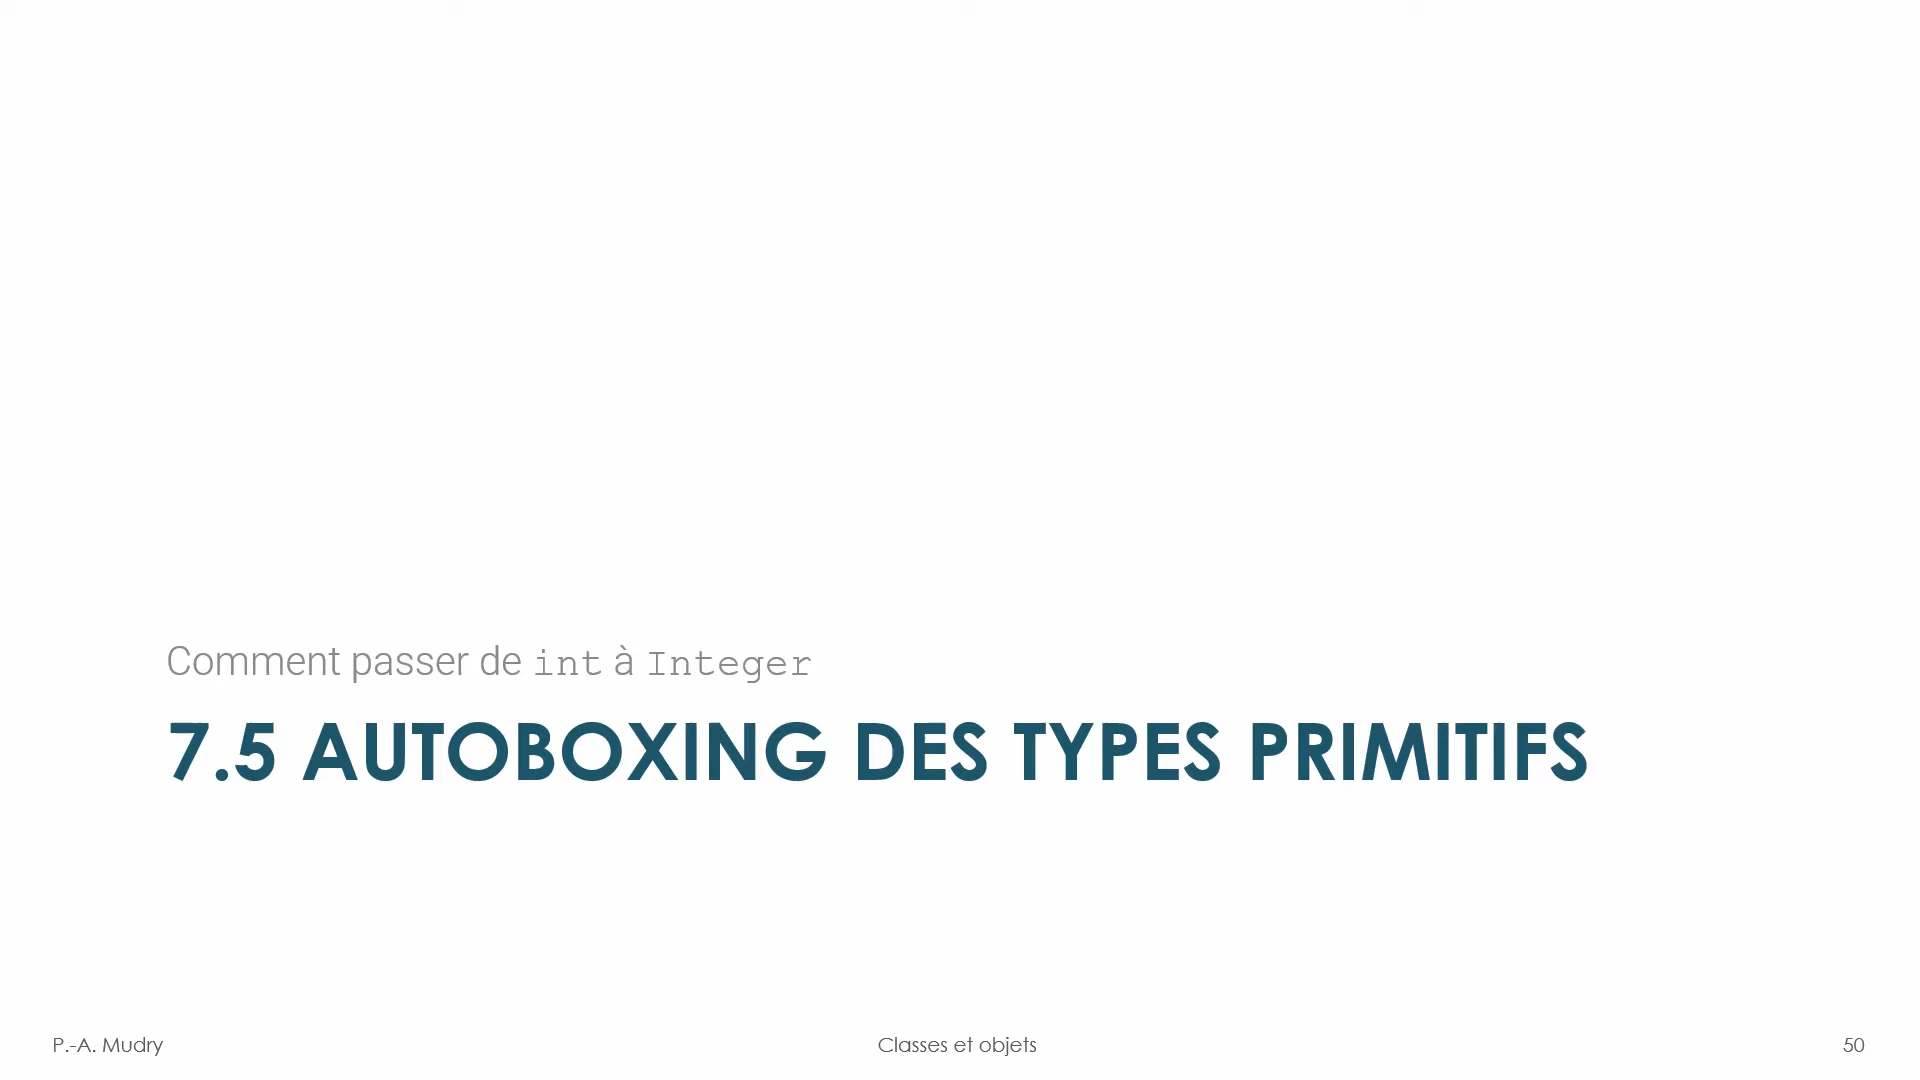 Comment passer de int à Integer
7.5 AUTOBOXING DES TYPES PRIMITIFS
P.-A. Mudry
Classes et objets
50